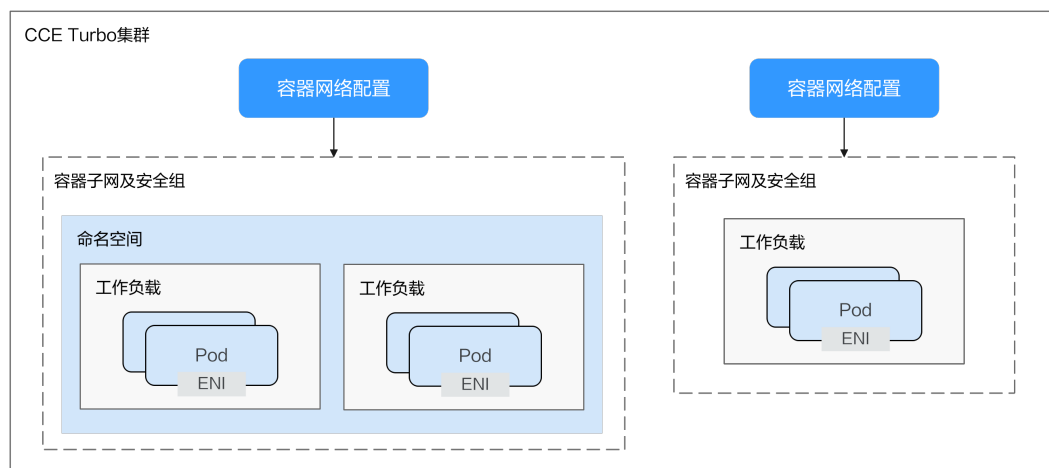 CCE Turbo集群
容器网络配置
容器网络配置
容器子网及安全组
容器子网及安全组
命名空间
工作负载
工作负载
工作负载
Pod
ENI
Pod
ENI
Pod
ENI